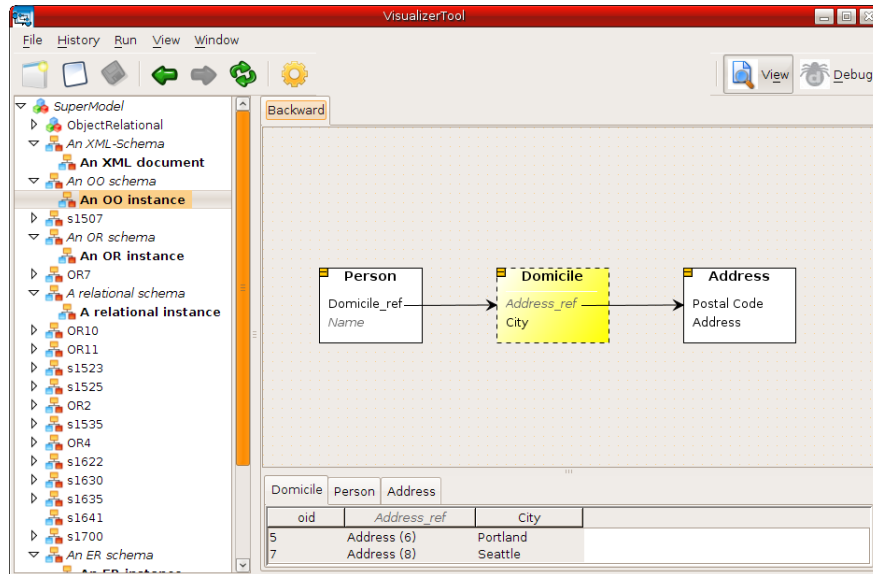 VisualizerTool
File History Run View Window
View Debug
SuperModel
ObjectRelational
An XML-Schema
An XML document
An OO schema
An OO instance
s1507
An OR schema
An OR instance
OR7
A relational schema
A relational instance
OR10
OR11
s1523
s1525
OR2
s1535
OR4
s1622
s1630
s1635
s1641
s1700
An ER schema
An ER instance
Backward
Person
Domicile_ref
Name
Domicile
Address_ref
City
Address
Postal Code
Address
Domicile Person Address
oid Address_ref City
5 Address (6) Portland
7 Address (8) Seattle